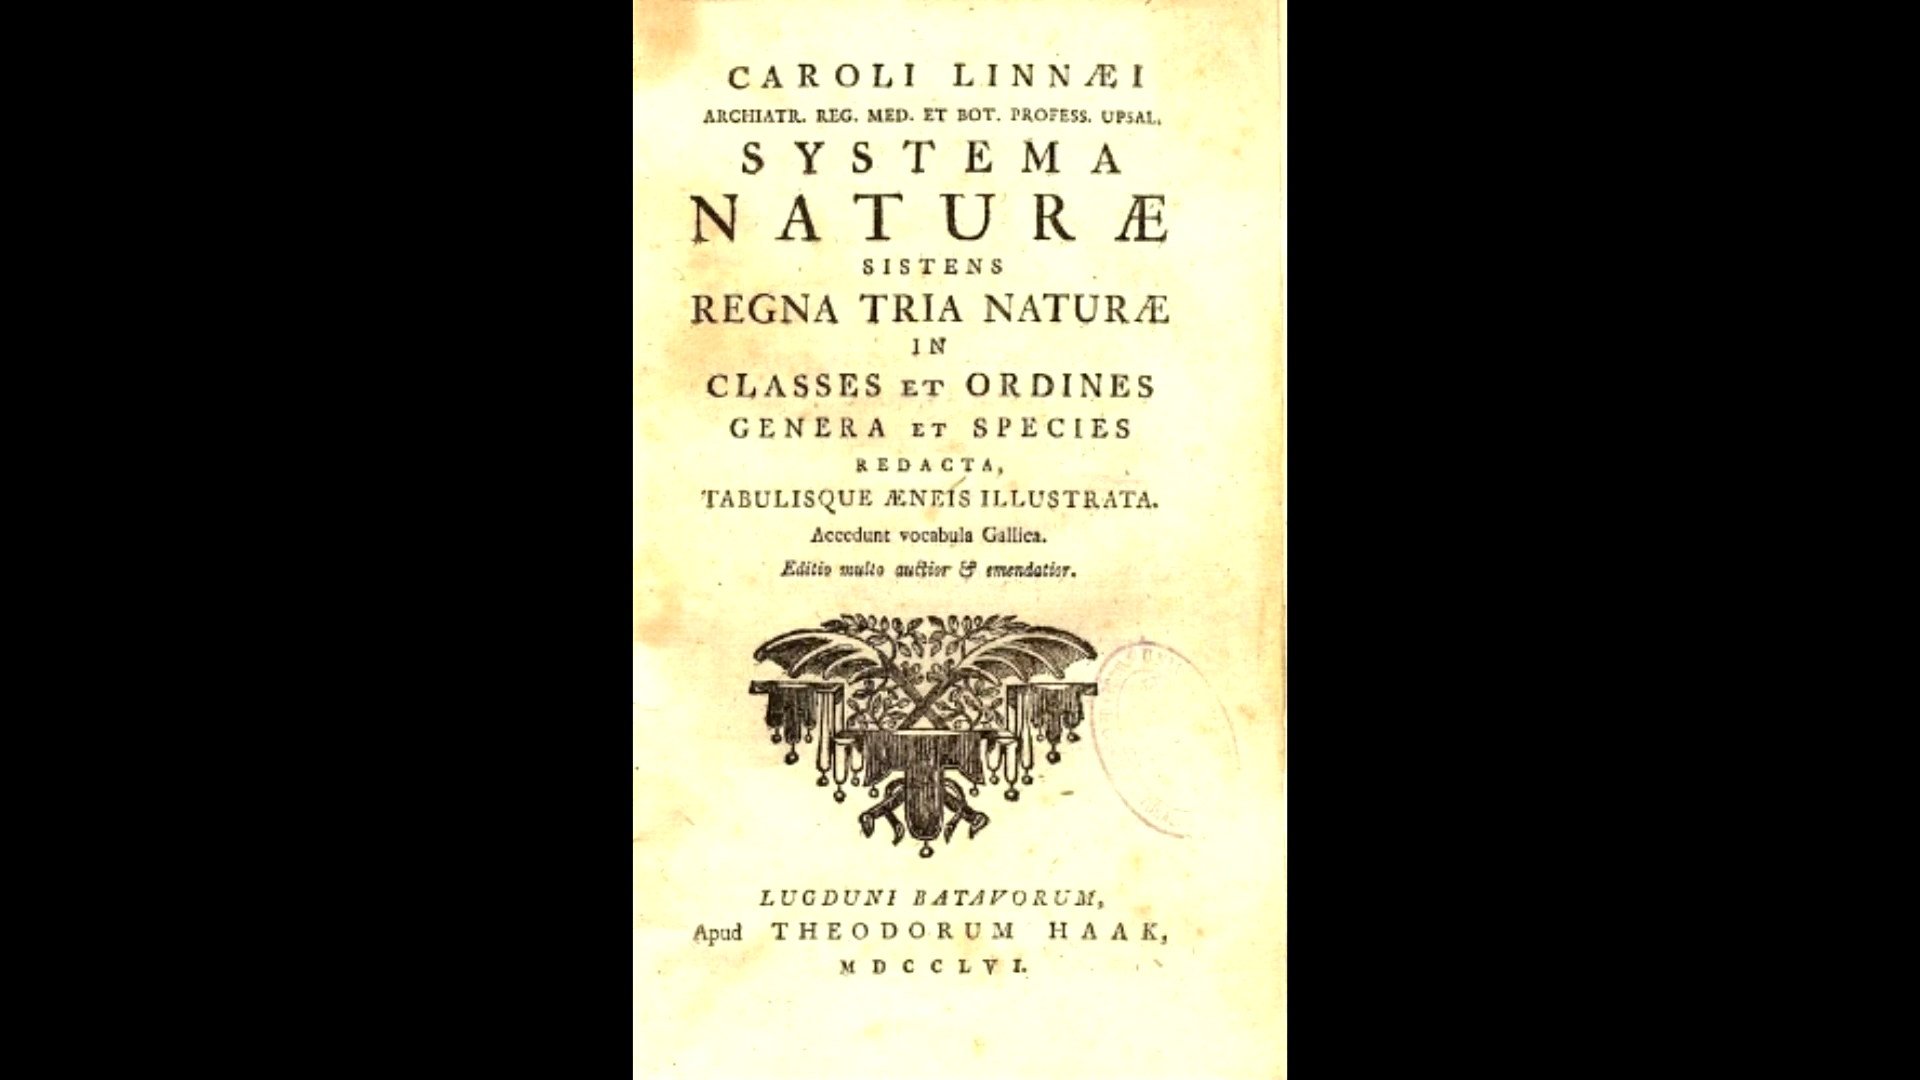 CAROLI LINNÆI
ARCHIATR. REG. MED. ET BOT. PROFESS. UPSAL.
SYSTEMA
NATURÆ
SISTENS
REGNA TRIA NATURÆ
IN
CLASSES ET ORDINES
GENERA ET SPECIES
REDACTA,
TABULISQUE ÆNEIS ILLUSTRATA.
Accedunt vocabula Gallica.
Editio multo auctior & emendatior.
LUGDUNI BATAVORUM,
Apud THEODORUM HAAK,
MDCCLVI.